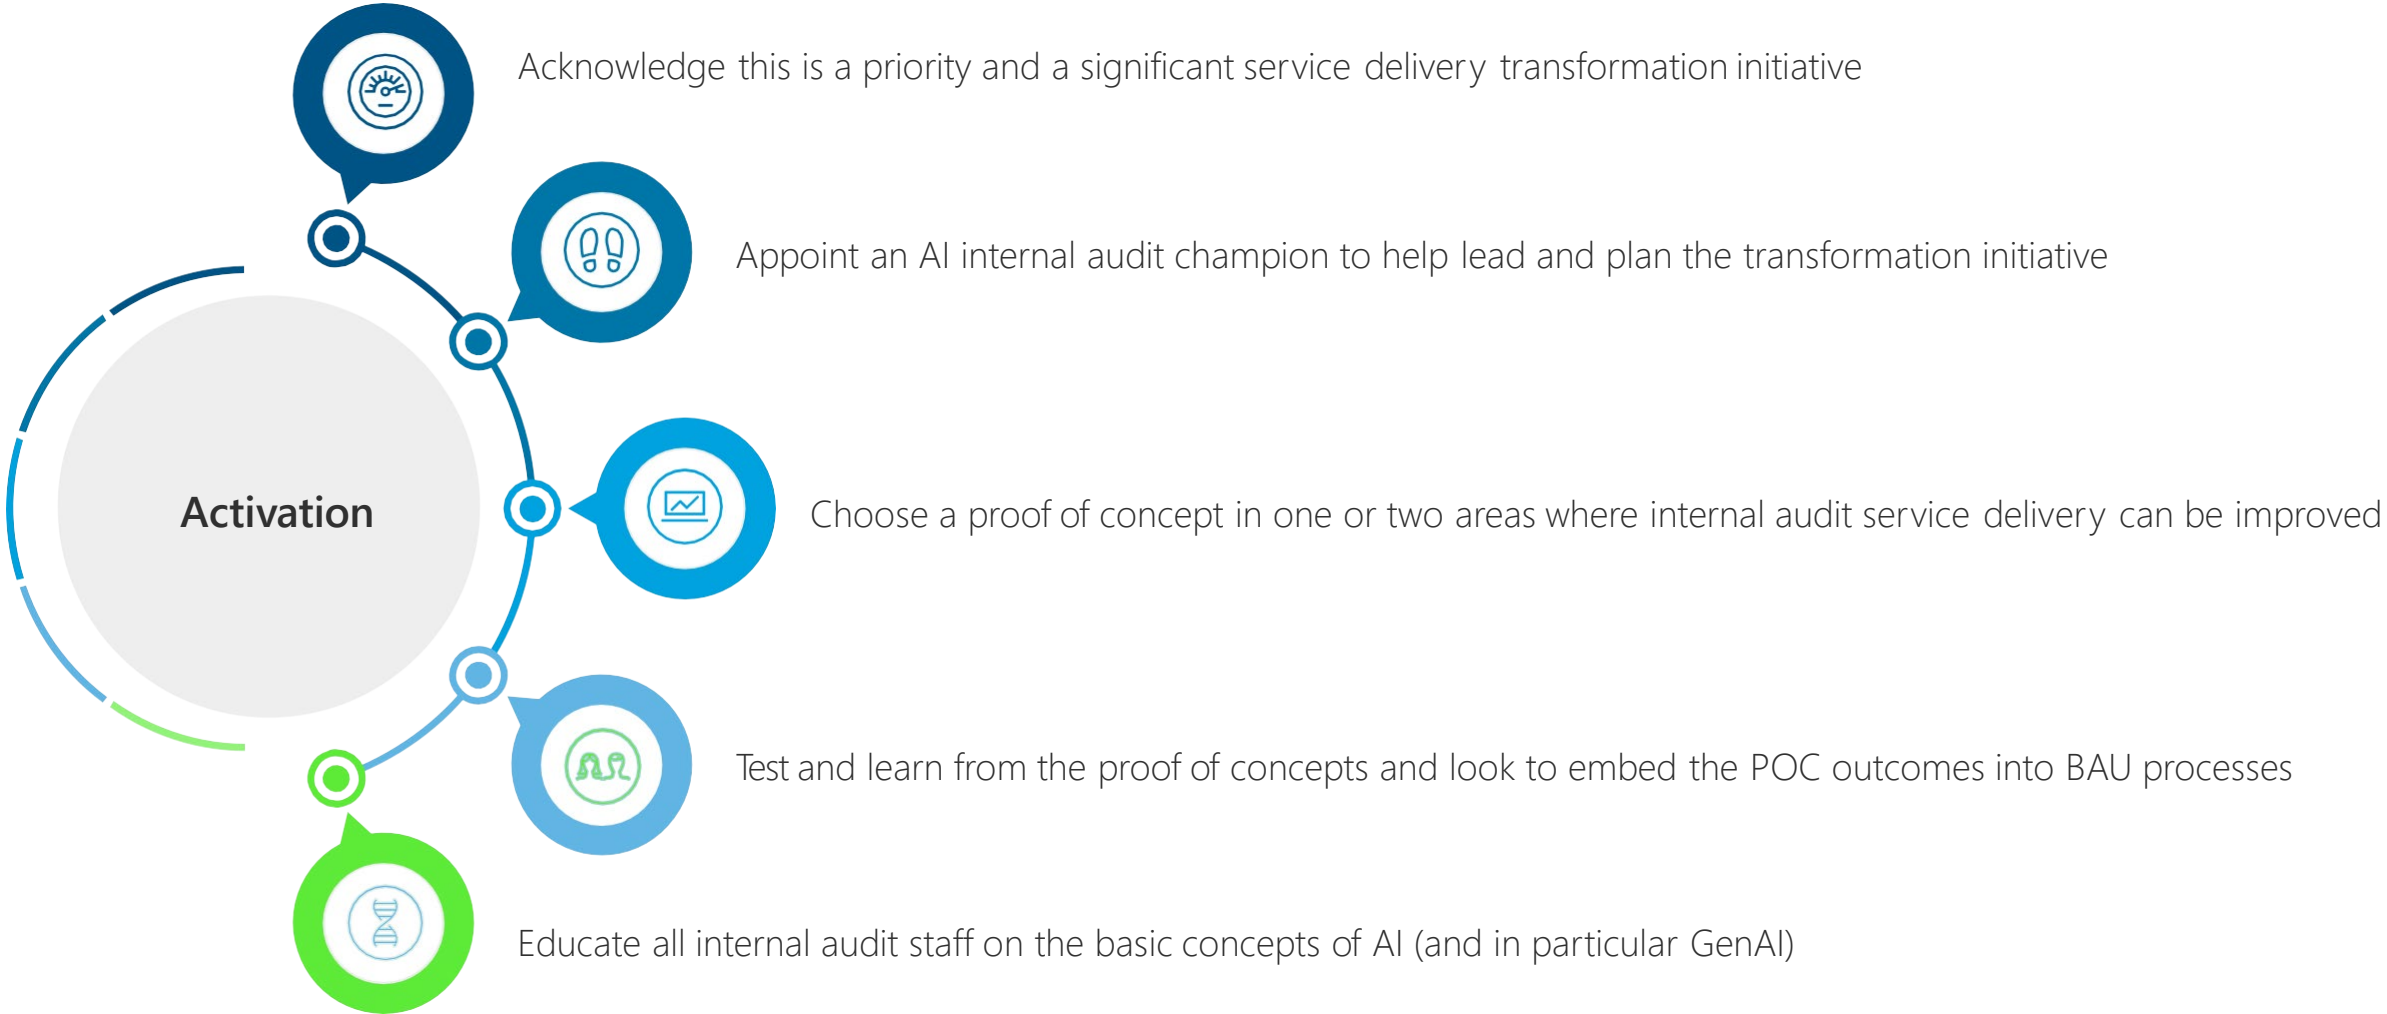 Acknowledge this is a priority and a significant service delivery transformation initiative
Appoint an AI internal audit champion to help lead and plan the transformation initiative
Activation
Choose a proof of concept in one or two areas where internal audit service delivery can be improved
Test and learn from the proof of concepts and look to embed the POC outcomes into BAU processes
Educate all internal audit staff on the basic concepts of AI (and in particular GenAI)